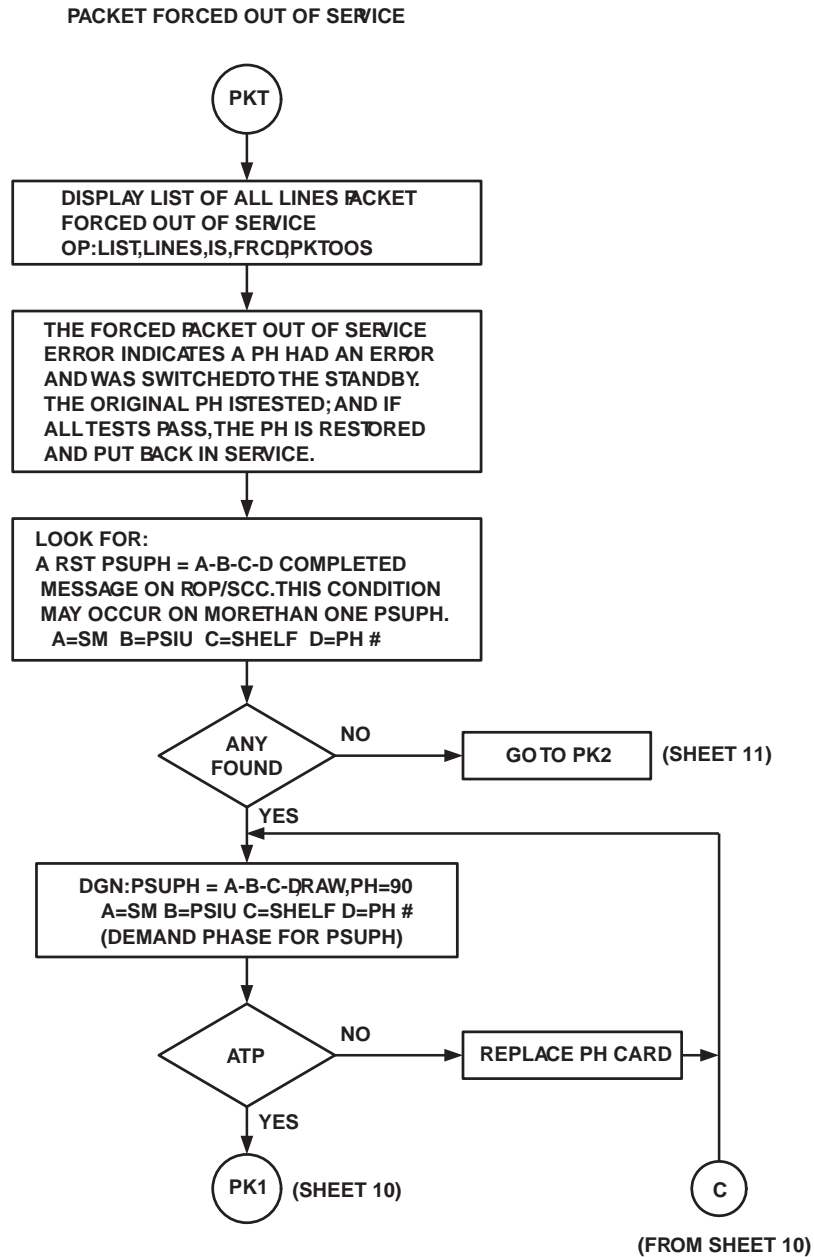 PACKET FORCED OUT OF SERVICE
PKT
DISPLAY LIST OF ALL LINES PACKET
FORCED OUT OF SERVICE
OP:LIST,LINES,IS,FRCD,PKTOOS
THE FORCED PACKET OUT OF SERVICE
ERROR INDICATES A PH HAD AN ERROR
AND WAS SWITCHED TO THE STANDBY.
THE ORIGINAL PH IS TESTED; AND IF
ALL TESTS PASS, THE PH IS RESTORED
AND PUT BACK IN SERVICE.
LOOK FOR:
A RST PSUPH = A-B-C-D COMPLETED
MESSAGE ON ROP/SCC. THIS CONDITION
MAY OCCUR ON MORE THAN ONE PSUPH.
A=SM B=PSIU C=SHELF D=PH #
ANY
FOUND
NO
GO TO PK2
(SHEET 11)
YES
DGN:PSUPH = A-B-C-D,RAW,PH=90
A=SM B=PSIU C=SHELF D=PH #
(DEMAND PHASE FOR PSUPH)
ATP
NO
REPLACE PH CARD
YES
PK1
(SHEET 10)
C
(FROM SHEET 10)